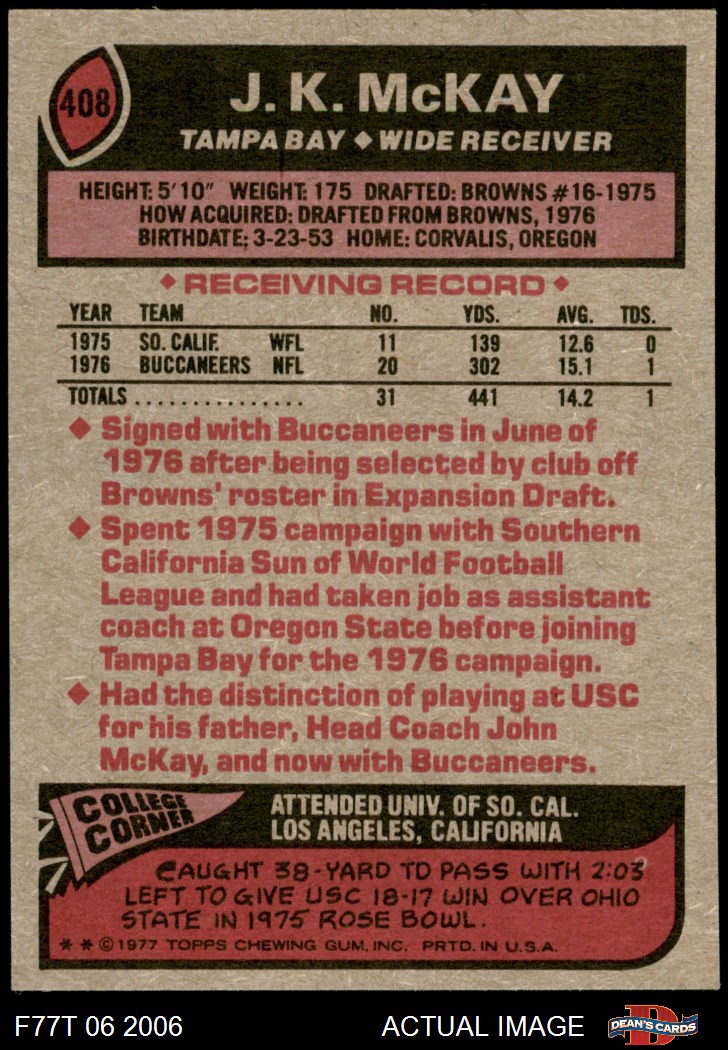 408
J. K. McKAY
TAMPA BAY ◆ WIDE RECEIVER
HEIGHT: 5'10" WEIGHT: 175 DRAFTED: BROWNS #16-1975
HOW ACQUIRED: DRAFTED FROM BROWNS, 1976
BIRTHDATE: 3-23-53 HOME: CORVALIS, OREGON
◆ RECEIVING RECORD ◆
YEAR TEAM NO. YDS. AVG. TDS.
1975 SO. CALIF. WFL 11 139 12.6 0
1976 BUCCANEERS NFL 20 302 15.1 1
TOTALS ............... 31 441 14.2 1
◆ Signed with Buccaneers in June of
1976 after being selected by club off
Browns' roster in Expansion Draft.
◆ Spent 1975 campaign with Southern
California Sun of World Football
League and had taken job as assistant
coach at Oregon State before joining
Tampa Bay for the 1976 campaign.
◆ Had the distinction of playing at USC
for his father, Head Coach John
McKay, and now with Buccaneers.
COLLEGE
CORNER
ATTENDED UNIV. OF SO. CAL.
LOS ANGELES, CALIFORNIA
CAUGHT 38-YARD TD PASS WITH 2:03
LEFT TO GIVE USC 18-17 WIN OVER OHIO
STATE IN 1975 ROSE BOWL.
* * © 1977 TOPPS CHEWING GUM, INC. PRTD. IN U.S.A.
F77T 06 2006 ACTUAL IMAGE
D
DEAN'S CARDS